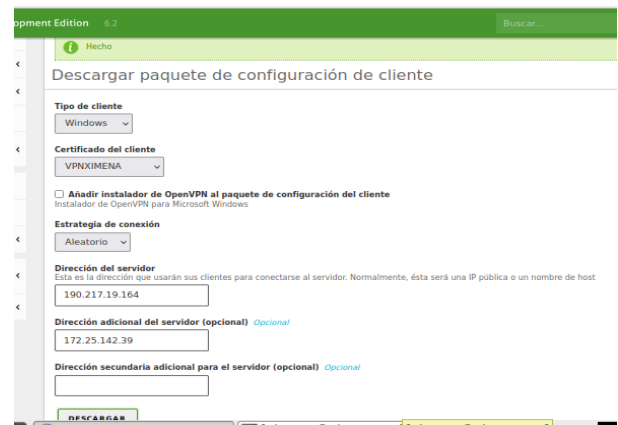 opment Edition 6.2 Buscar...
Hecho
Descargar paquete de configuración de cliente
Tipo de cliente
Windows
Certificado del cliente
VPNXIMENA
Añadir instalador de OpenVPN al paquete de configuración del cliente
Instalador de OpenVPN para Microsoft Windows
Estrategia de conexión
Aleatorio
Dirección del servidor
Esta es la dirección que usarán sus clientes para conectarse al servidor. Normalmente, ésta será una IP pública o un nombre de host
190.217.19.164
Dirección adicional del servidor (opcional) Opcional
172.25.142.39
Dirección secundaria adicional para el servidor (opcional) Opcional
DESCARGAR